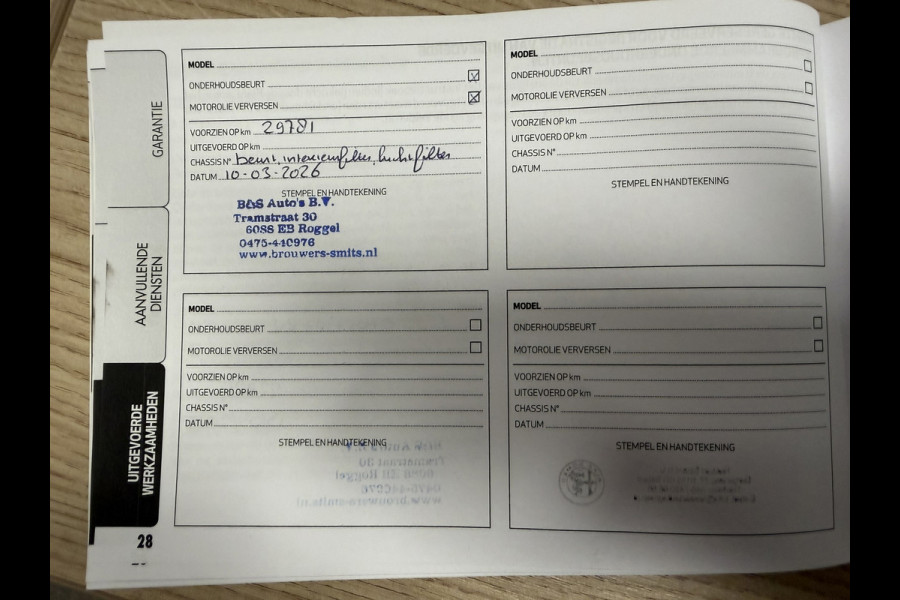 GARANTIE
AANVULLENDE
DIENSTEN
UITGEVOERDE
WERKZAAMHEDEN
28
MODEL
ONDERHOUDSBEURT
MOTOROLIE VERVERSEN
VOORZIEN OP km 29781
UITGEVOERD OP km
CHASSIS N° beurt, interieurfilter, luchtfilter
DATUM 10-03-2026
STEMPEL EN HANDTEKENING
B&S Auto's B.V.
Tramstraat 30
6088 EB Roggel
0475-440976
www.brouwers-smits.nl
MODEL
ONDERHOUDSBEURT
MOTOROLIE VERVERSEN
VOORZIEN OP km
UITGEVOERD OP km
CHASSIS N°
DATUM
STEMPEL EN HANDTEKENING
MODEL
ONDERHOUDSBEURT
MOTOROLIE VERVERSEN
VOORZIEN OP km
UITGEVOERD OP km
CHASSIS N°
DATUM
STEMPEL EN HANDTEKENING
MODEL
ONDERHOUDSBEURT
MOTOROLIE VERVERSEN
VOORZIEN OP km
UITGEVOERD OP km
CHASSIS N°
DATUM
STEMPEL EN HANDTEKENING